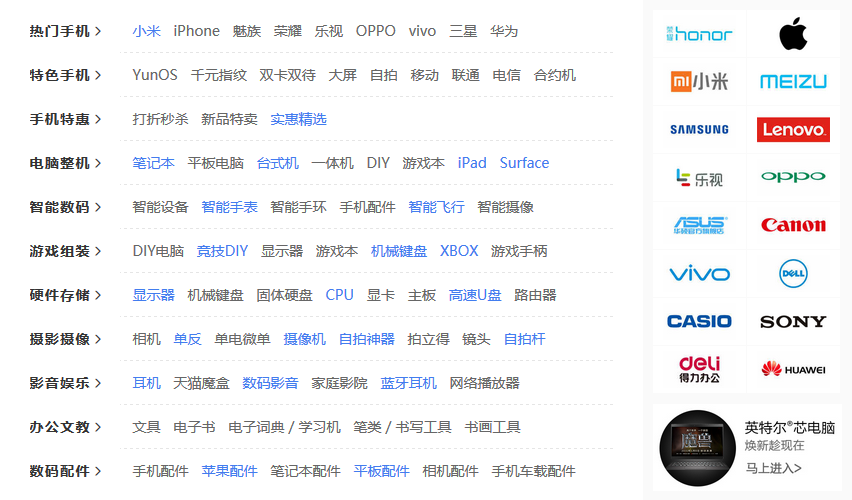 热门手机 > 小米 iPhone 魅族 荣耀 乐视 OPPO vivo 三星 华为
特色手机 > YunOS 千元指纹 双卡双待 大屏 自拍 移动 联通 电信 合约机
手机特惠 > 打折秒杀 新品特卖 实惠精选
电脑整机 > 笔记本 平板电脑 台式机 一体机 DIY 游戏本 iPad Surface
智能数码 > 智能设备 智能手表 智能手环 手机配件 智能飞行 智能摄像
游戏组装 > DIY电脑 竞技DIY 显示器 游戏本 机械键盘 XBOX 游戏手柄
硬件存储 > 显示器 机械键盘 固体硬盘 CPU 显卡 主板 高速U盘 路由器
摄影摄像 > 相机 单反 单电微单 摄像机 自拍神器 拍立得 镜头 自拍杆
影音娱乐 > 耳机 天猫魔盒 数码影音 家庭影院 蓝牙耳机 网络播放器
办公文教 > 文具 电子书 电子词典 / 学习机 笔类 / 书写工具 书画工具
数码配件 > 手机配件 苹果配件 笔记本配件 平板配件 相机配件 手机车载配件
荣耀 honor
mi 小米 MEIZU
SAMSUNG Lenovo
乐视 OPPO
ASUS Canon
华硕官方旗舰店
vivo DELL
CASIO SONY
deli HUAWEI
得力办公
魔兽
英特尔®芯电脑
焕新趁现在
马上进入>